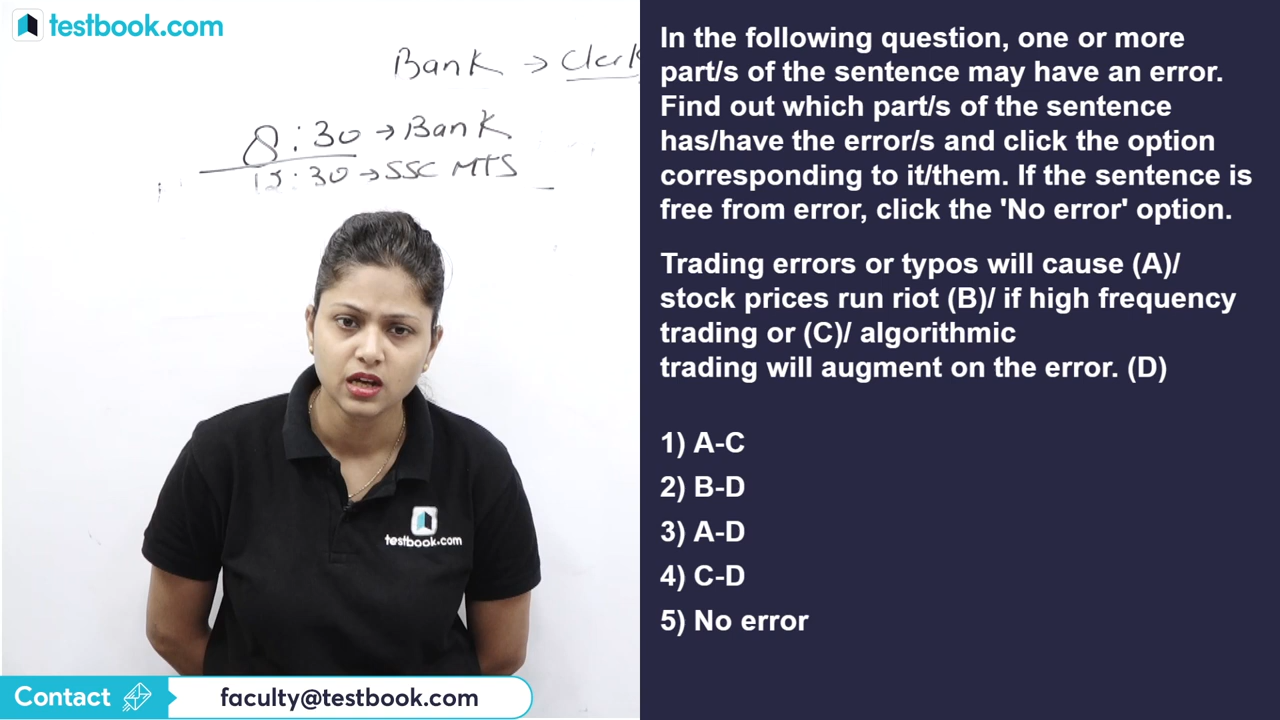 testbook.com
Bank → Clerk
8:30 → Bank
:30 → SSC MTS
testbook.com
Contact
faculty@testbook.com
In the following question, one or more
part/s of the sentence may have an error.
Find out which part/s of the sentence
has/have the error/s and click the option
corresponding to it/them. If the sentence is
free from error, click the 'No error' option.
Trading errors or typos will cause (A)/
stock prices run riot (B)/ if high frequency
trading or (C)/ algorithmic
trading will augment on the error. (D)
1) A-C
2) B-D
3) A-D
4) C-D
5) No error